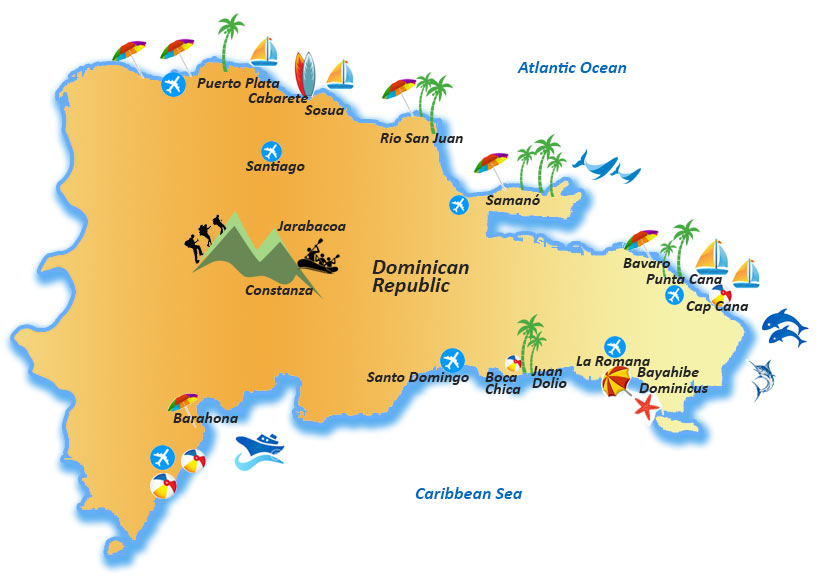 Atlantic Ocean
Puerto Plata
Cabarete
Sosua
Rio San Juan
Santiago
Samanó
Jarabacoa
Dominican
Republic
Constanza
Bavaro
Punta Cana
Cap Cana
La Romana
Santo Domingo
Boca
Chica
Juan
Dolio
Bayahibe
Dominicus
Barahona
Caribbean Sea